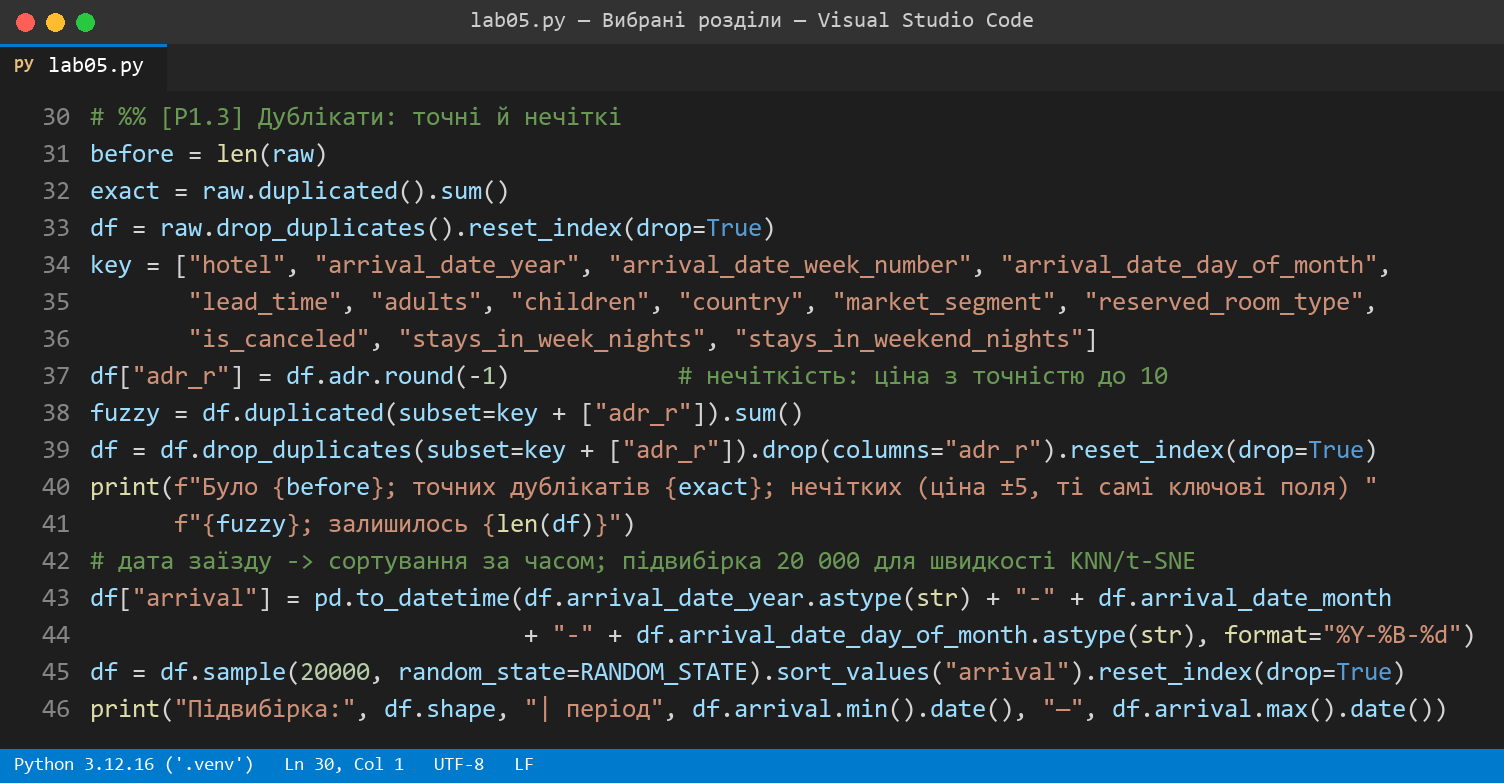 lab05.py — Вибрані розділи — Visual Studio Code
PY lab05.py
30 # %% [P1.3] Дублікати: точні й нечіткі
31 before = len(raw)
32 exact = raw.duplicated().sum()
33 df = raw.drop_duplicates().reset_index(drop=True)
34 key = ["hotel", "arrival_date_year", "arrival_date_week_number", "arrival_date_day_of_month",
35        "lead_time", "adults", "children", "country", "market_segment", "reserved_room_type",
36        "is_canceled", "stays_in_week_nights", "stays_in_weekend_nights"]
37 df["adr_r"] = df.adr.round(-1)            # нечіткість: ціна з точністю до 10
38 fuzzy = df.duplicated(subset=key + ["adr_r"]).sum()
39 df = df.drop_duplicates(subset=key + ["adr_r"]).drop(columns="adr_r").reset_index(drop=True)
40 print(f"Було {before}; точних дублікатів {exact}; нечітких (ціна ±5, ті самі ключові поля) "
41       f"{fuzzy}; залишилось {len(df)}")
42 # дата заїзду -> сортування за часом; підвибірка 20 000 для швидкості KNN/t-SNE
43 df["arrival"] = pd.to_datetime(df.arrival_date_year.astype(str) + "-" + df.arrival_date_month
44                                + "-" + df.arrival_date_day_of_month.astype(str), format="%Y-%B-%d")
45 df = df.sample(20000, random_state=RANDOM_STATE).sort_values("arrival").reset_index(drop=True)
46 print("Підвибірка:", df.shape, "| період", df.arrival.min().date(), "—", df.arrival.max().date())
Python 3.12.16 ('.venv')   Ln 30, Col 1   UTF-8   LF